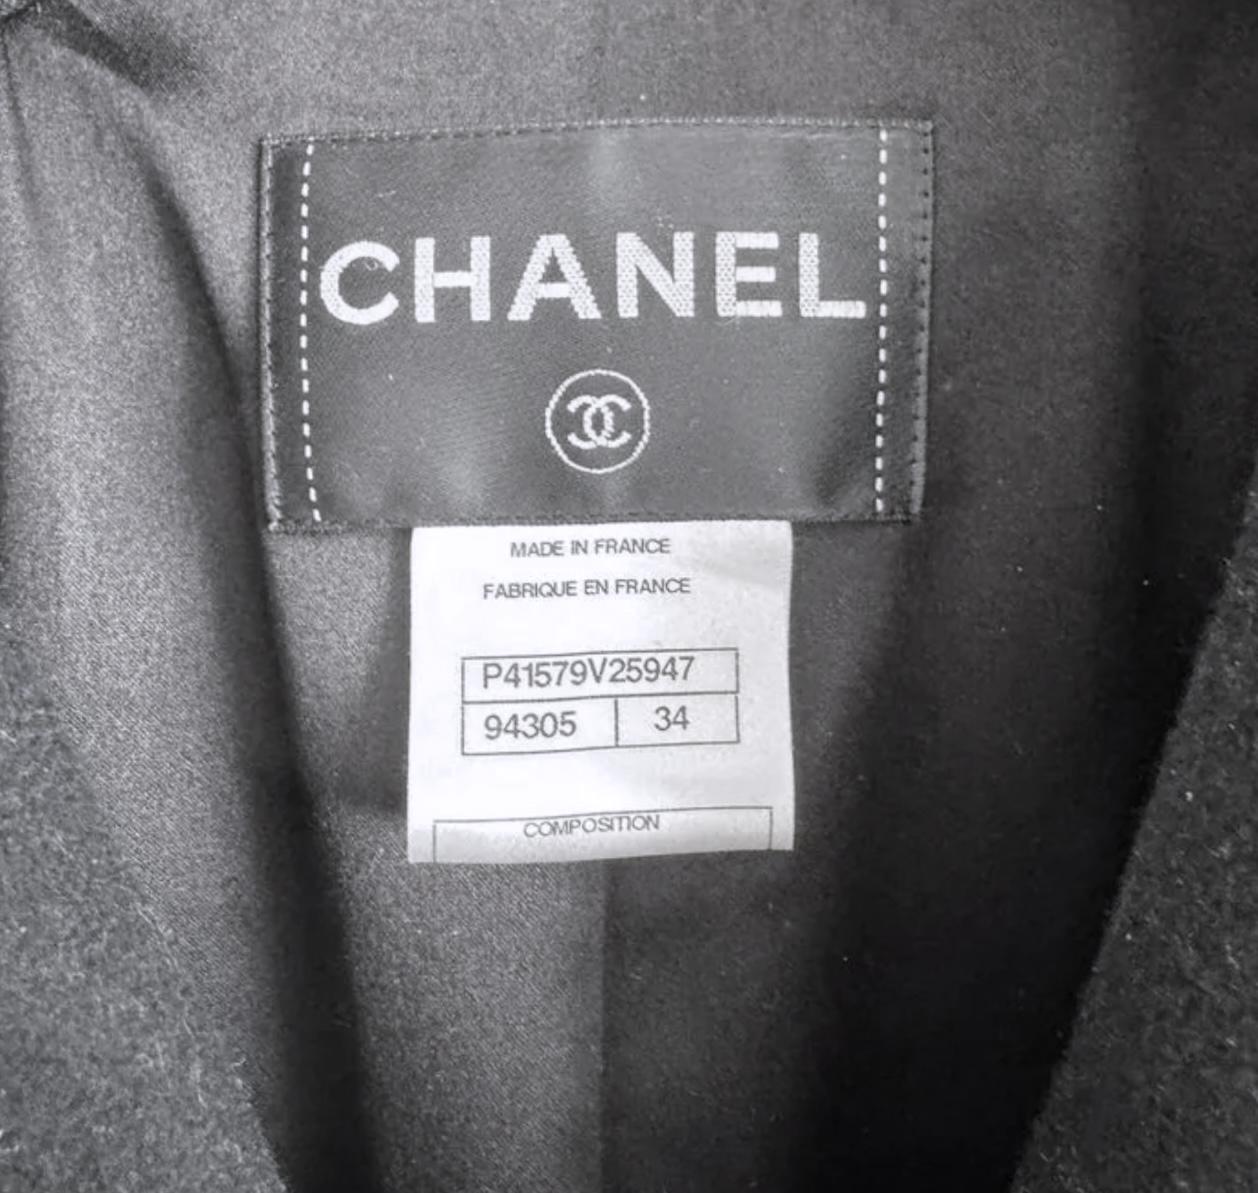 CHANEL
MADE IN FRANCE
FABRIQUE EN FRANCE
P41579V25947
94305 34
COMPOSITION